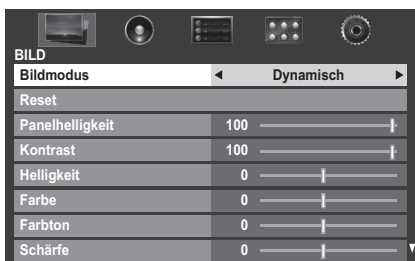 BILD
Bildmodus Dynamisch
Reset
Panelhelligkeit 100
Kontrast 100
Helligkeit 0
Farbe 0
Farbton 0
Schärfe 0